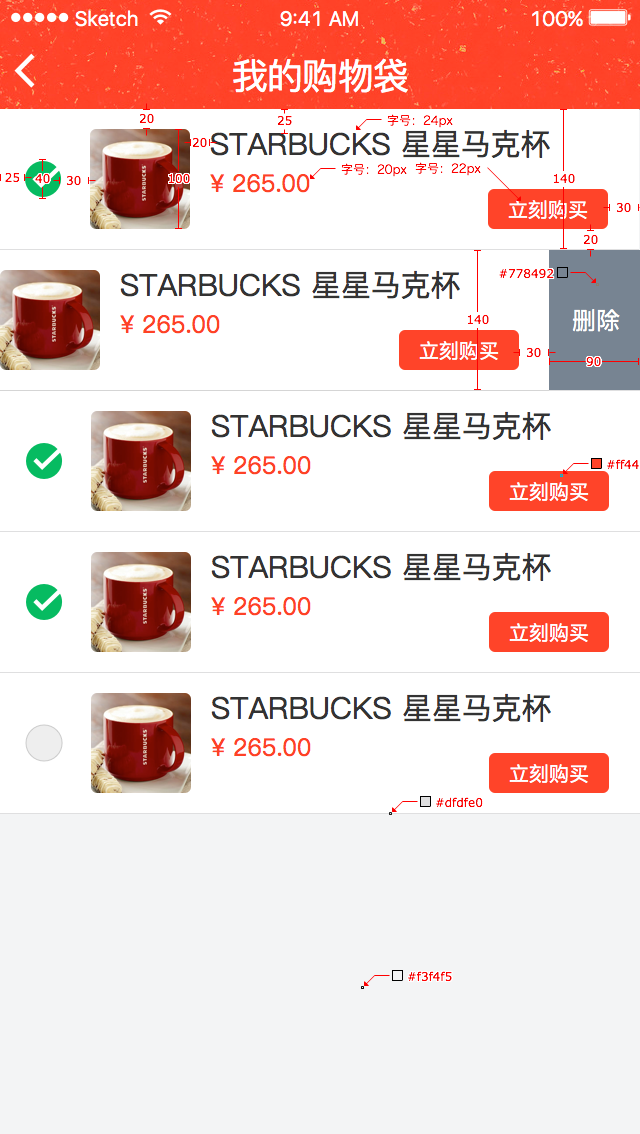 Sketch 9:41 AM 100%
我的购物袋
20
25
字号：24px
20
STARBUCKS 星星马克杯
字号：20px 字号：22px
25 40 30 100
STARBUCKS
¥ 265.00
140
立刻购买
30
20
STARBUCKS 星星马克杯
#778492
STARBUCKS
¥ 265.00
140
删除
立刻购买
30
90
STARBUCKS 星星马克杯
STARBUCKS
¥ 265.00
#ff44
立刻购买
STARBUCKS 星星马克杯
STARBUCKS
¥ 265.00
立刻购买
STARBUCKS 星星马克杯
STARBUCKS
¥ 265.00
立刻购买
#dfdfe0
#f3f4f5